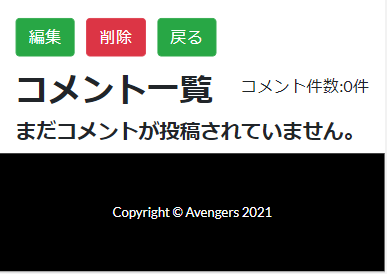 編集 削除 戻る
コメント一覧 コメント件数:0件
まだコメントが投稿されていません。
Copyright © Avengers 2021